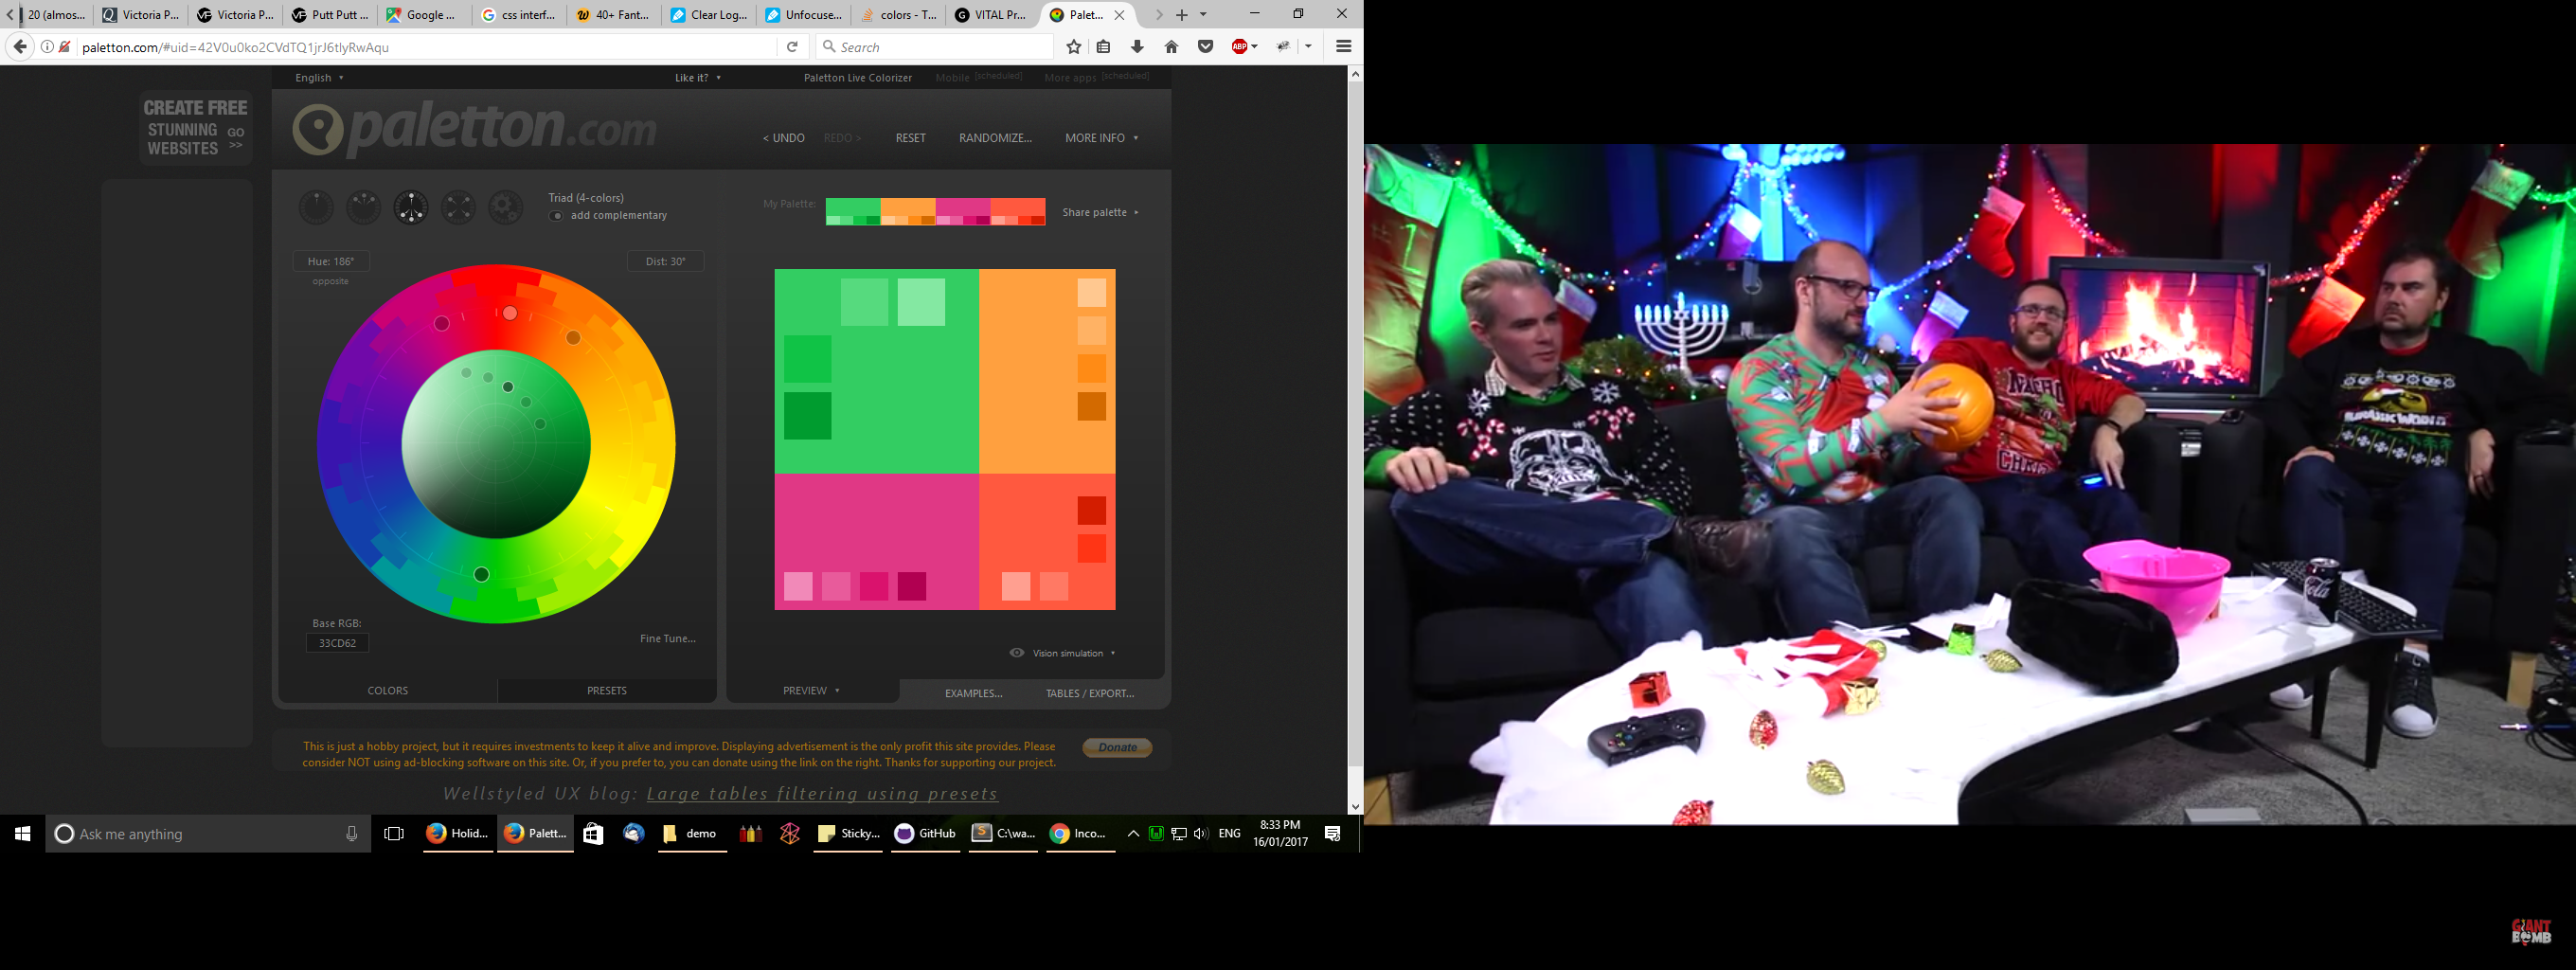 20 (almos...
Victoria P...
Victoria P...
Putt Putt ...
Google ...
css interf...
40+ Fant...
Clear Log...
Unfocuse...
colors - T...
VITAL Pr...
Palet...
paletton.com/#uid=42V0u0ko2CVdTQ1jrJ6tlyRwAqu
Search
ABP
English
Like it?
Paletton Live Colorizer
Mobile [scheduled]
More apps [scheduled]
CREATE FREE
STUNNING GO
WEBSITES >>
paletton.com
< UNDO
REDO >
RESET
RANDOMIZE...
MORE INFO
Triad (4-colors)
add complementary
My Palette:
Share palette
Hue: 186°
opposite
Dist: 30°
Base RGB:
33CD62
Fine Tune...
Vision simulation
COLORS
PRESETS
PREVIEW
EXAMPLES...
TABLES / EXPORT...
This is just a hobby project, but it requires investments to keep it alive and improve. Displaying advertisement is the only profit this site provides. Please
consider NOT using ad-blocking software on this site. Or, if you prefer to, you can donate using the link on the right. Thanks for supporting our project.
Donate
Wellstyled UX blog: Large tables filtering using presets
Ask me anything
Holid...
Palett...
demo
Sticky...
GitHub
C:\wa...
Inco...
ENG
8:33 PM
16/01/2017
NACHO
JURASSIC WORLD
GIANT
BOMB